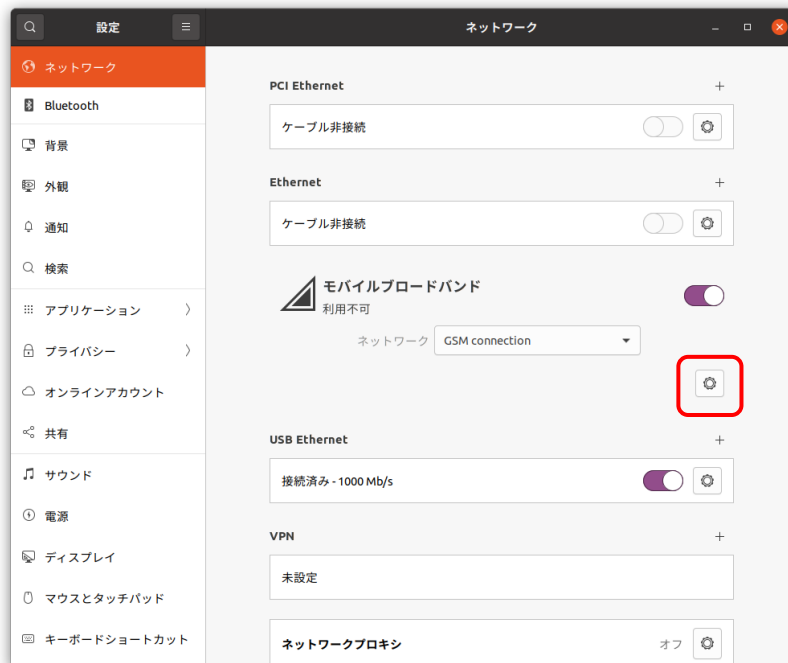 設定
ネットワーク
ネットワーク
Bluetooth
背景
外観
通知
検索
アプリケーション
プライバシー
オンラインアカウント
共有
サウンド
電源
ディスプレイ
マウスとタッチパッド
キーボードショートカット
PCI Ethernet
ケーブル非接続
Ethernet
ケーブル非接続
モバイルブロードバンド
利用不可
ネットワーク GSM connection
USB Ethernet
接続済み - 1000 Mb/s
VPN
未設定
ネットワークプロキシ オフ